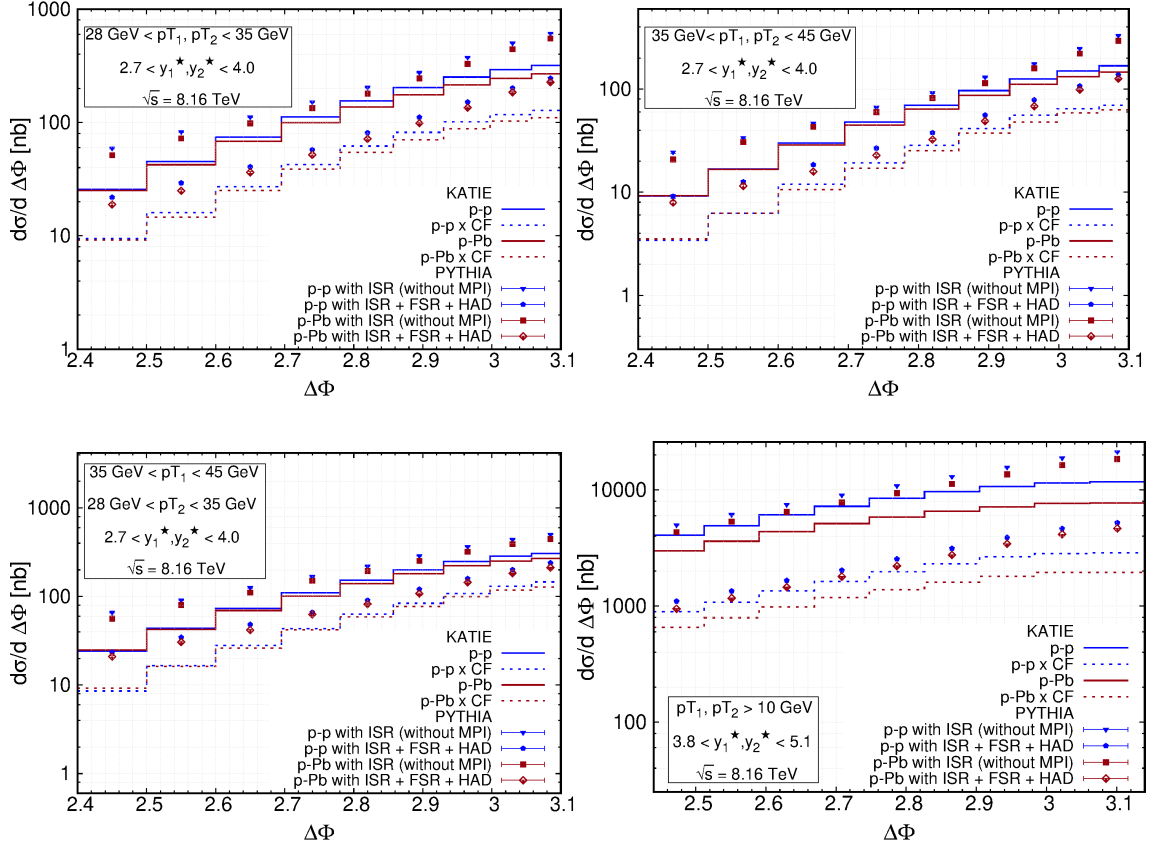 dσ/d ΔΦ [nb]
1000
100
10
1
28 GeV < pT₁, pT₂ < 35 GeV
2.7 < y₁★,y₂★ < 4.0
√s = 8.16 TeV
KATIE
p-p
p-p x CF
p-Pb
p-Pb x CF
PYTHIA
p-p with ISR (without MPI)
p-p with ISR + FSR + HAD
p-Pb with ISR (without MPI)
p-Pb with ISR + FSR + HAD
2.4 2.5 2.6 2.7 2.8 2.9 3 3.1
ΔΦ
dσ/d ΔΦ [nb]
100
10
1
35 GeV< pT₁, pT₂ < 45 GeV
2.7 < y₁★,y₂★ < 4.0
√s = 8.16 TeV
KATIE
p-p
p-p x CF
p-Pb
p-Pb x CF
PYTHIA
p-p with ISR (without MPI)
p-p with ISR + FSR + HAD
p-Pb with ISR (without MPI)
p-Pb with ISR + FSR + HAD
2.4 2.5 2.6 2.7 2.8 2.9 3 3.1
ΔΦ
dσ/d ΔΦ [nb]
1000
100
10
1
35 GeV < pT₁ < 45 GeV
28 GeV < pT₂ < 35 GeV
2.7 < y₁★,y₂★ < 4.0
√s = 8.16 TeV
KATIE
p-p
p-p x CF
p-Pb
p-Pb x CF
PYTHIA
p-p with ISR (without MPI)
p-p with ISR + FSR + HAD
p-Pb with ISR (without MPI)
p-Pb with ISR + FSR + HAD
2.4 2.5 2.6 2.7 2.8 2.9 3 3.1
ΔΦ
dσ/d ΔΦ [nb]
10000
1000
100
KATIE
p-p
p-p x CF
p-Pb
p-Pb x CF
PYTHIA
p-p with ISR (without MPI)
p-p with ISR + FSR + HAD
p-Pb with ISR (without MPI)
p-Pb with ISR + FSR + HAD
pT₁, pT₂ > 10 GeV
3.8 < y₁★,y₂★ < 5.1
√s = 8.16 TeV
2.5 2.6 2.7 2.8 2.9 3 3.1
ΔΦ